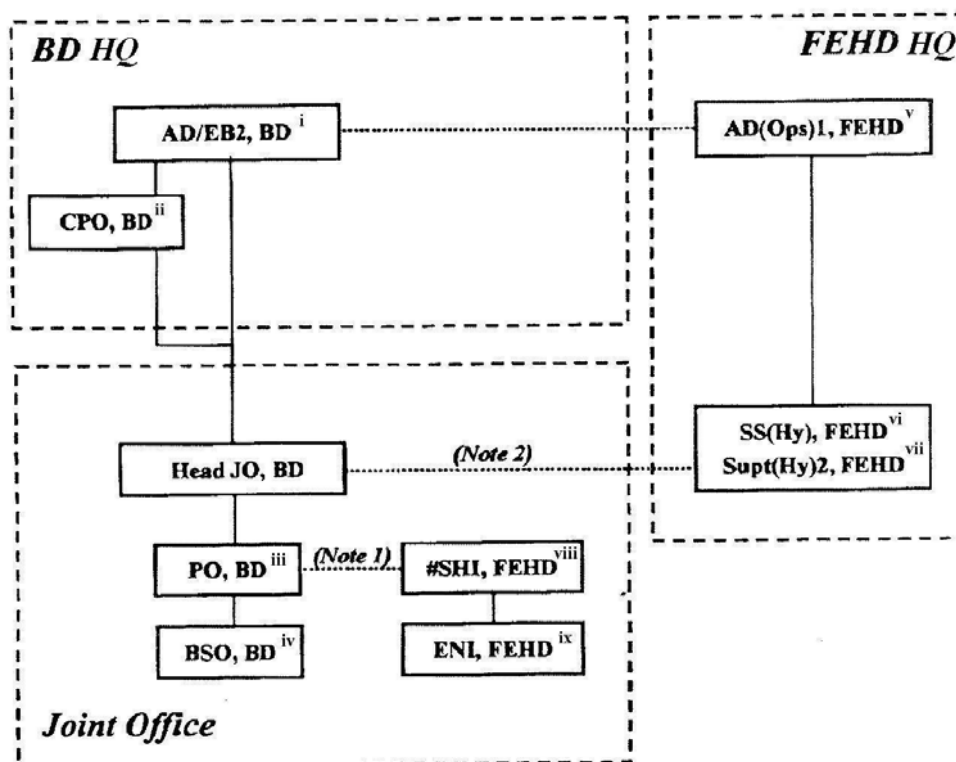 BD HQ
FEHD HQ
AD/EB2, BD i
AD(Ops)1, FEHD v
CPO, BD ii
SS(Hy), FEHD vi
Supt(Hy)2, FEHD vii
Head JO, BD
(Note 2)
PO, BD iii
(Note 1)
#SHI, FEHD viii
BSO, BD iv
ENI, FEHD ix
Joint Office